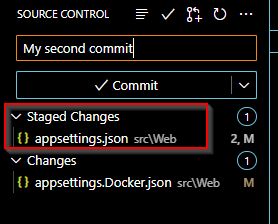 SOURCE CONTROL
My second commit
Commit
Staged Changes 1
{} appsettings.json src\Web 2, M
Changes 1
{} appsettings.Docker.json src\Web M